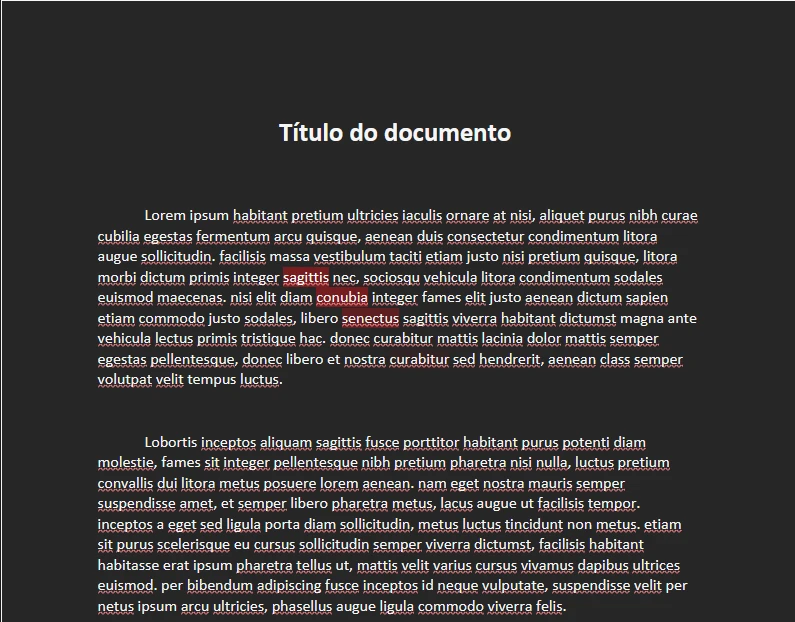 Título do documento
Lorem ipsum habitant pretium ultricies iaculis ornare at nisi, aliquet purus nibh curae
cubilia egestas fermentum arcu quisque, aenean duis consectetur condimentum litora
augue sollicitudin. facilisis massa vestibulum taciti etiam justo nisi pretium quisque, litora
morbi dictum primis integer sagittis nec, sociosqu vehicula litora condimentum sodales
euismod maecenas. nisi elit diam conubia integer fames elit justo aenean dictum sapien
etiam commodo justo sodales, libero senectus sagittis viverra habitant dictumst magna ante
vehicula lectus primis tristique hac. donec curabitur mattis lacinia dolor mattis semper
egestas pellentesque, donec libero et nostra curabitur sed hendrerit, aenean class semper
volutpat velit tempus luctus.
Lobortis inceptos aliquam sagittis fusce porttitor habitant purus potenti diam
molestie, fames sit integer pellentesque nibh pretium pharetra nisi nulla, luctus pretium
convallis dui litora metus posuere lorem aenean. nam eget nostra mauris semper
suspendisse amet, et semper libero pharetra metus, lacus augue ut facilisis tempor.
inceptos a eget sed ligula porta diam sollicitudin, metus luctus tincidunt non metus. etiam
sit purus scelerisque eu cursus sollicitudin semper viverra dictumst, facilisis habitant
habitasse erat ipsum pharetra tellus ut, mattis velit varius cursus vivamus dapibus ultrices
euismod. per bibendum adipiscing fusce inceptos id neque vulputate, suspendisse velit per
netus ipsum arcu ultricies, phasellus augue ligula commodo viverra felis.